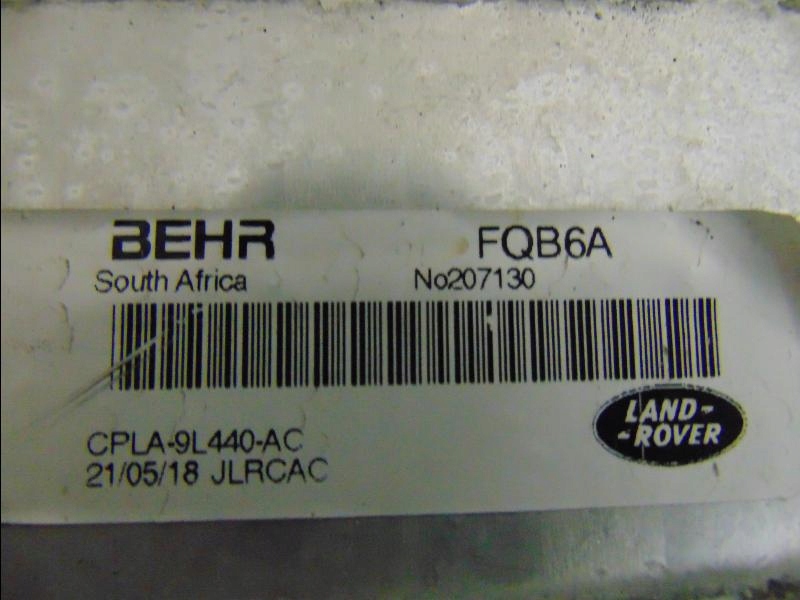 BEHR FQB6A
South Africa No207130
CPLA-9L440-AC
21/05/18 JLRCAC
LAND-
-ROVER